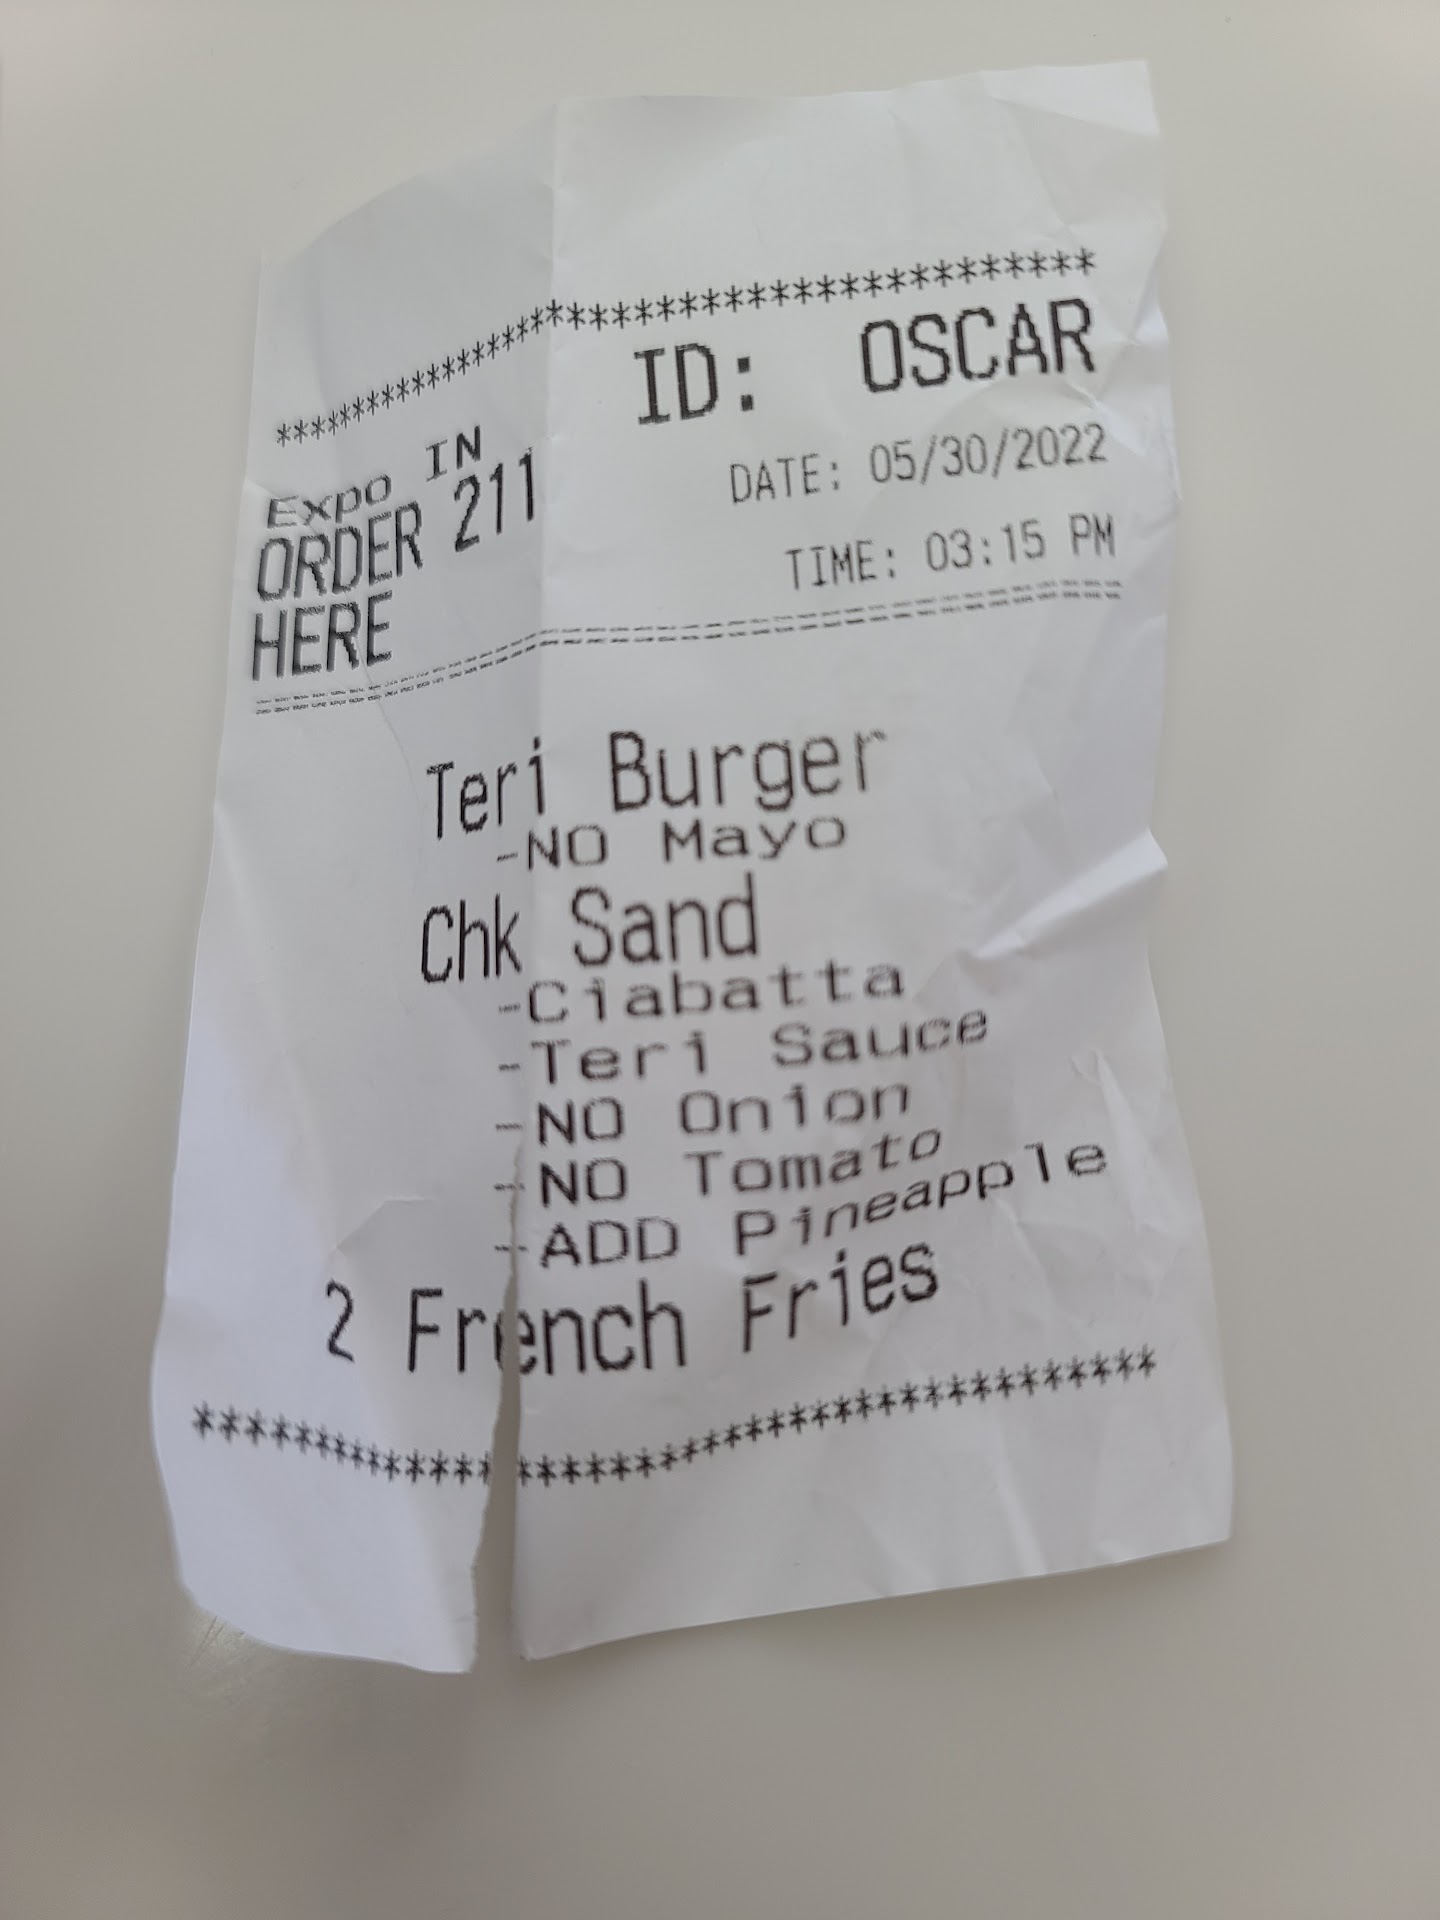 ****************************************
ID: OSCAR
Expo IN
DATE: 05/30/2022
ORDER 211
TIME: 03:15 PM
HERE
========================================
Teri Burger
-NO Mayo
Chk Sand
-Ciabatta
-Teri Sauce
-NO Onion
-NO Tomato
-ADD Pineapple
2 French Fries
****************************************